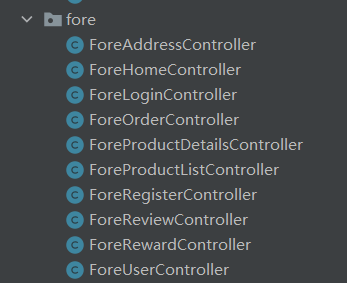 fore
ForeAddressController
ForeHomeController
ForeLoginController
ForeOrderController
ForeProductDetailsController
ForeProductListController
ForeRegisterController
ForeReviewController
ForeRewardController
ForeUserController